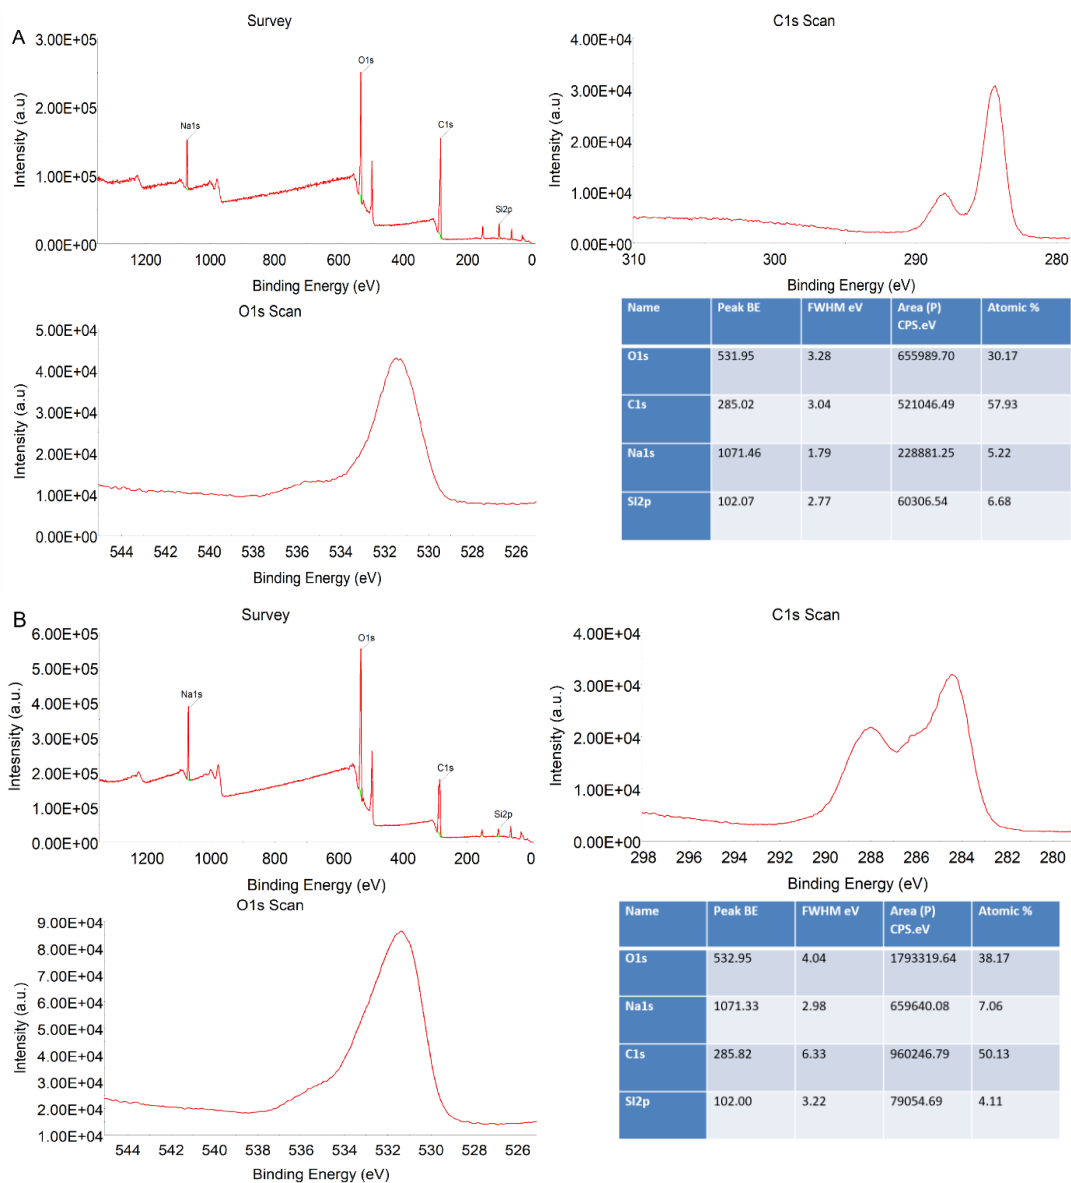 A
Survey
3.00E+05
2.00E+05
1.00E+05
0.00E+00
Intensity (a.u)
Na1s
O1s
C1s
Si2p
1200 1000 800 600 400 200 0
Binding Energy (eV)
C1s Scan
4.00E+04
3.00E+04
2.00E+04
1.00E+04
0.00E+00
Intensity (a.u)
310 300 290 280
Binding Energy (eV)
O1s Scan
5.00E+04
4.00E+04
3.00E+04
2.00E+04
1.00E+04
0.00E+00
Intensity (a.u)
544 542 540 538 536 534 532 530 528 526
Binding Energy (eV)
Name Peak BE FWHM eV Area (P) CPS.eV Atomic %
O1s 531.95 3.28 655989.70 30.17
C1s 285.02 3.04 521046.49 57.93
Na1s 1071.46 1.79 228881.25 5.22
SI2p 102.07 2.77 60306.54 6.68
B
Survey
6.00E+05
5.00E+05
4.00E+05
3.00E+05
2.00E+05
1.00E+05
0.00E+00
Intesnsity (a.u.)
Na1s
O1s
C1s
Si2p
1200 1000 800 600 400 200 0
Binding Energy (eV)
C1s Scan
4.00E+04
3.00E+04
2.00E+04
1.00E+04
0.00E+00
Intensity (a.u.)
298 296 294 292 290 288 286 284 282 280
Binding Energy (eV)
O1s Scan
9.00E+04
8.00E+04
7.00E+04
6.00E+04
5.00E+04
4.00E+04
3.00E+04
2.00E+04
1.00E+04
Intensity (a.u.)
544 542 540 538 536 534 532 530 528 526
Binding Energy (eV)
Name Peak BE FWHM eV Area (P) CPS.eV Atomic %
O1s 532.95 4.04 1793319.64 38.17
Na1s 1071.33 2.98 659640.08 7.06
C1s 285.82 6.33 960246.79 50.13
SI2p 102.00 3.22 79054.69 4.11